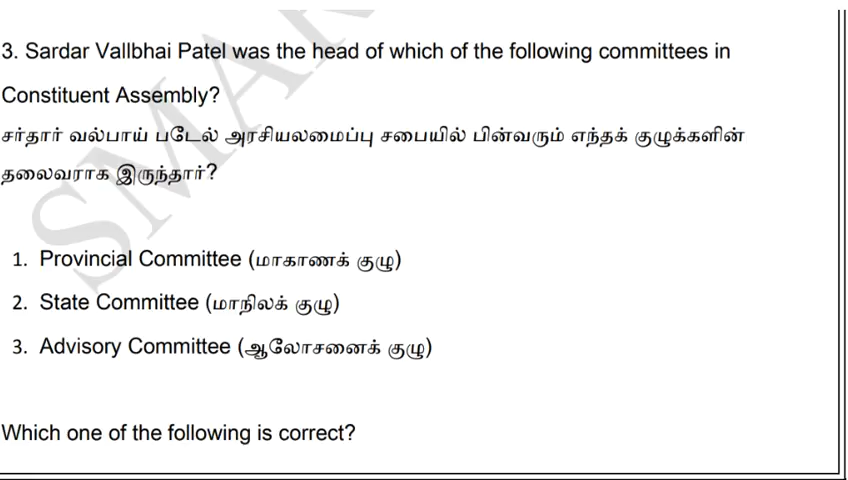 3. Sardar Vallbhai Patel was the head of which of the following committees in
Constituent Assembly?
சர்தார் வல்பாய் படேல் அரசியலமைப்பு சபையில் பின்வரும் எந்தக் குழுக்களின்
தலைவராக இருந்தார்?
1. Provincial Committee (மாகாணக் குழு)
2. State Committee (மாநிலக் குழு)
3. Advisory Committee (ஆலோசனைக் குழு)
Which one of the following is correct?